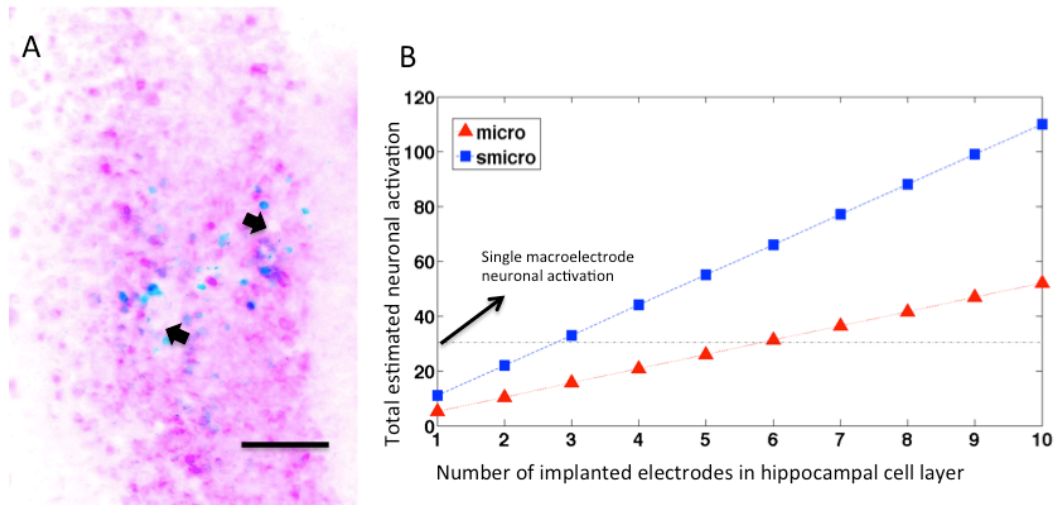 A
B
120
100
80
60
40
20
0
micro
smicro
Single macroelectrode
neuronal activation
Total estimated neuronal activation
1 2 3 4 5 6 7 8 9 10
Number of implanted electrodes in hippocampal cell layer